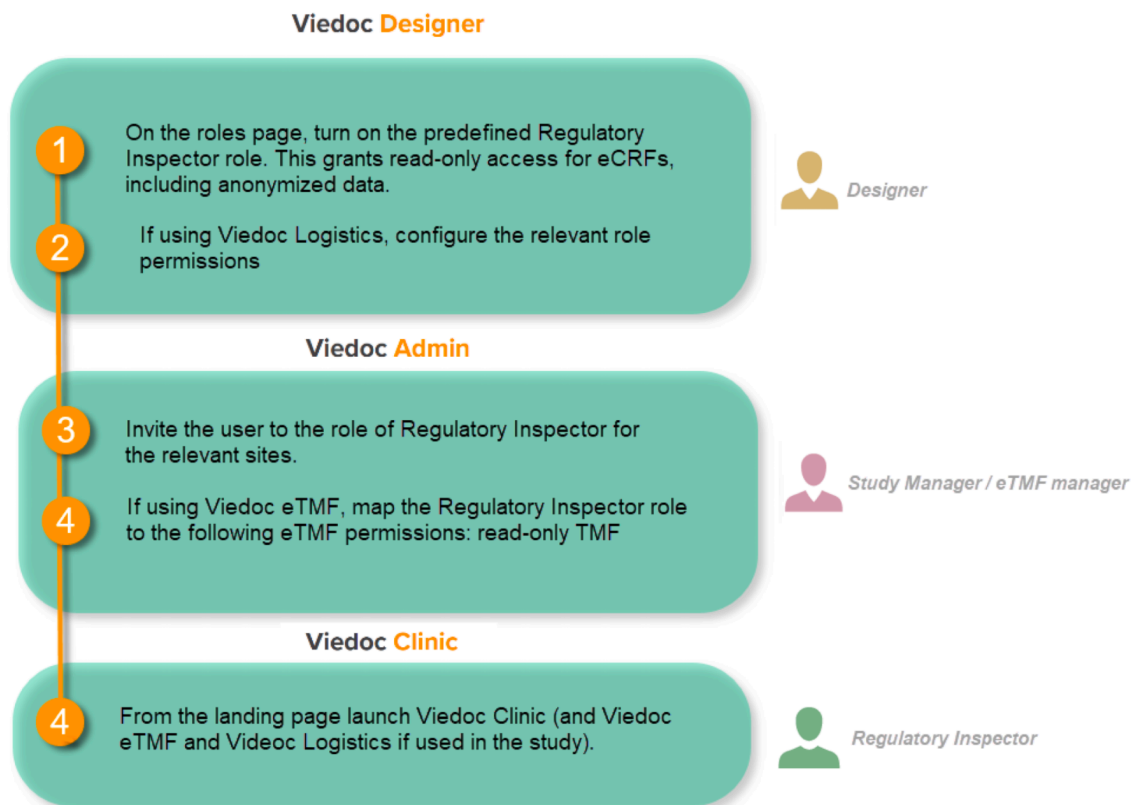 Viedoc Designer
1
On the roles page, turn on the predefined Regulatory
Inspector role. This grants read-only access for eCRFs,
including anonymized data.
Designer
2
If using Viedoc Logistics, configure the relevant role
permissions
Viedoc Admin
3
Invite the user to the role of Regulatory Inspector for
the relevant sites.
Study Manager / eTMF manager
4
If using Viedoc eTMF, map the Regulatory Inspector role
to the following eTMF permissions: read-only TMF
Viedoc Clinic
4
From the landing page launch Viedoc Clinic (and Viedoc
eTMF and Videoc Logistics if used in the study).
Regulatory Inspector